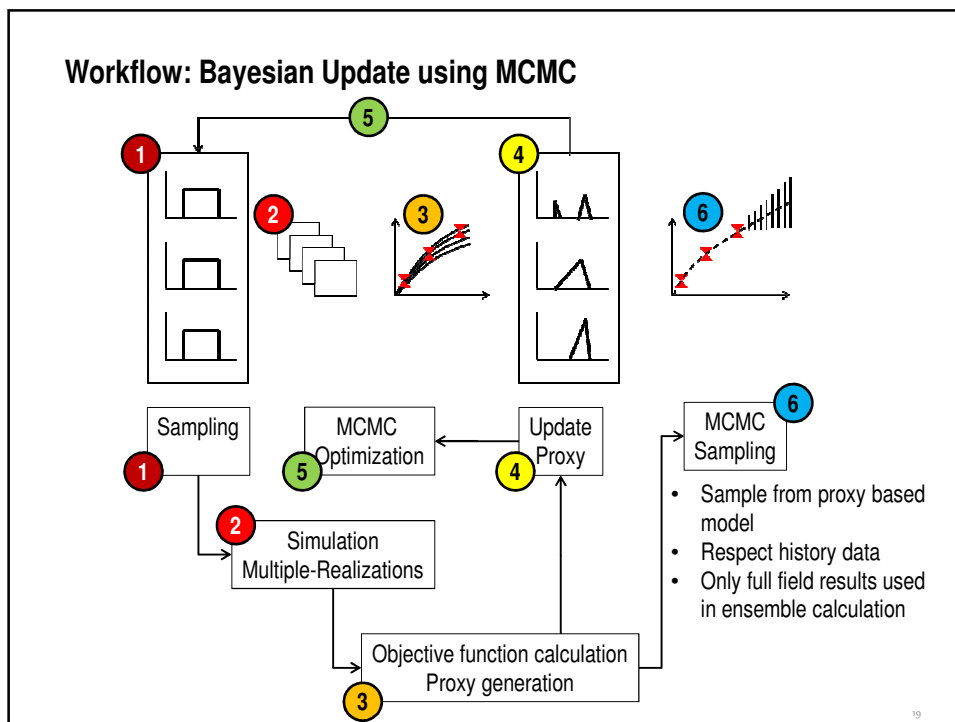 Workflow: Bayesian Update using MCMC
5
1
4
2
3
6
Sampling
1
MCMC
Optimization
5
Update
Proxy
4
MCMC
Sampling
6
2
Simulation
Multiple-Realizations
• Sample from proxy based
model
• Respect history data
• Only full field results used
in ensemble calculation
Objective function calculation
Proxy generation
3
19